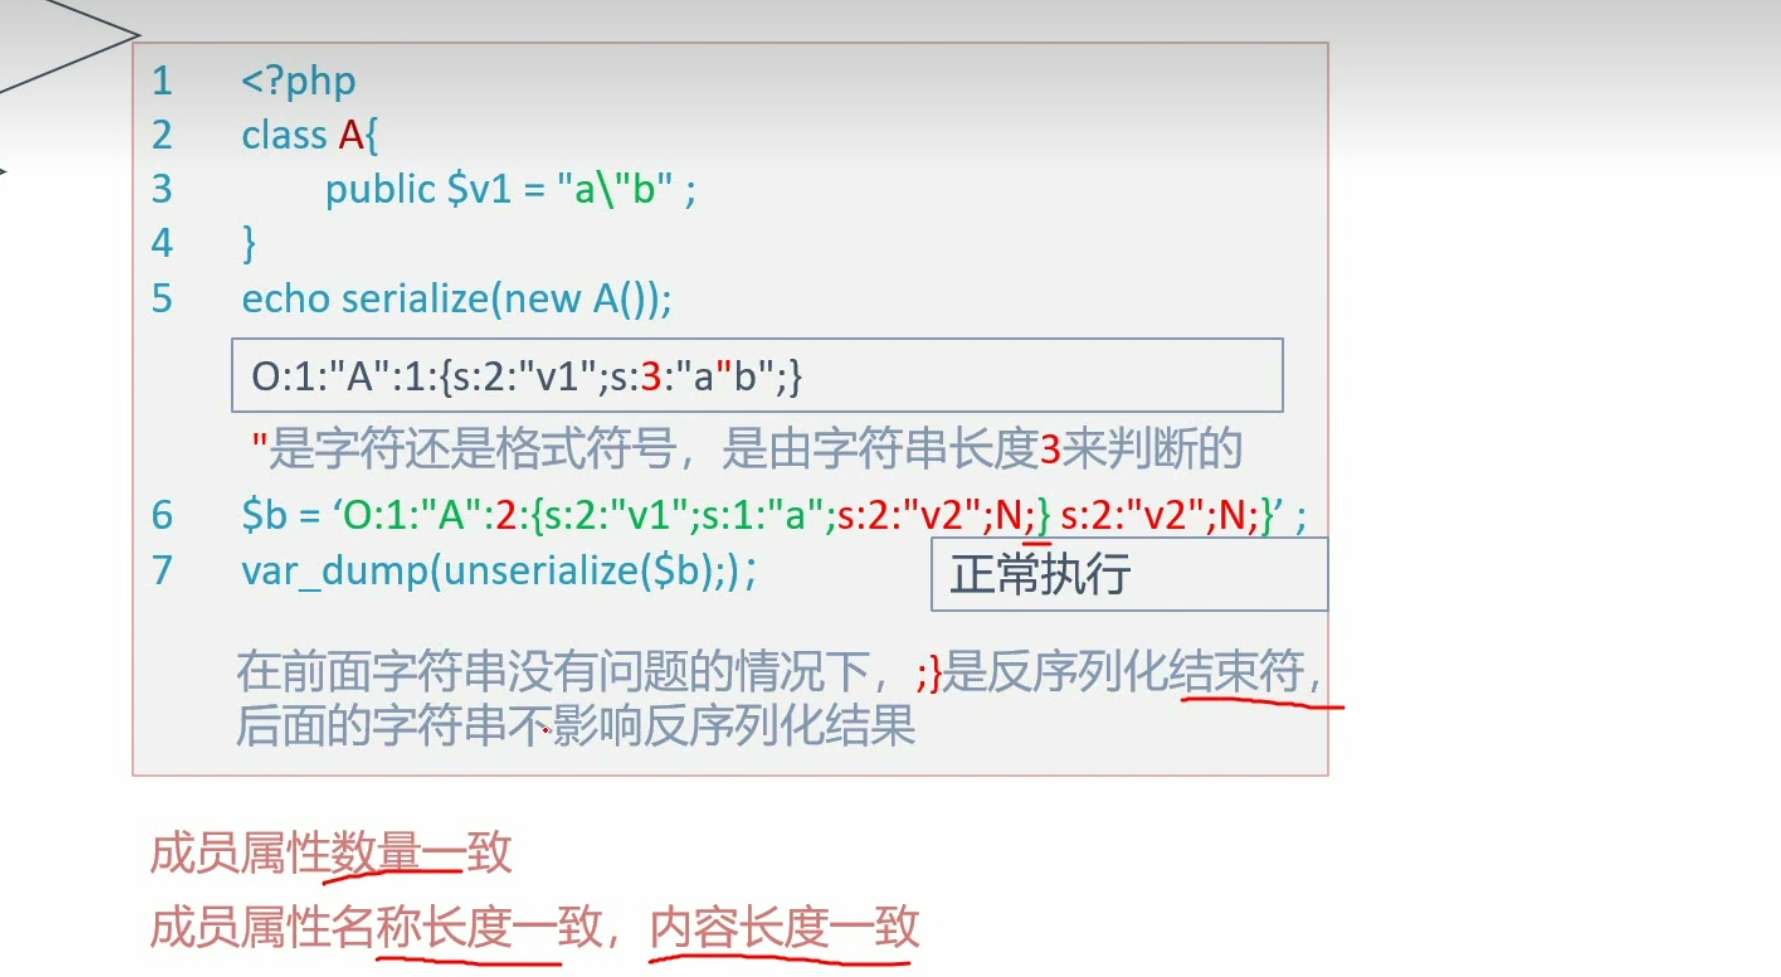 1 <?php
2 class A{
3 public $v1 = "a\"b" ;
4 }
5 echo serialize(new A());
O:1:"A":1:{s:2:"v1";s:3:"a"b";}
"是字符还是格式符号，是由字符串长度3来判断的
6 $b = ‘O:1:"A":2:{s:2:"v1";s:1:"a";s:2:"v2";N;} s:2:"v2";N;}’ ;
7 var_dump(unserialize($b););
正常执行
在前面字符串没有问题的情况下，;}是反序列化结束符，
后面的字符串不影响反序列化结果
成员属性数量一致
成员属性名称长度一致，内容长度一致